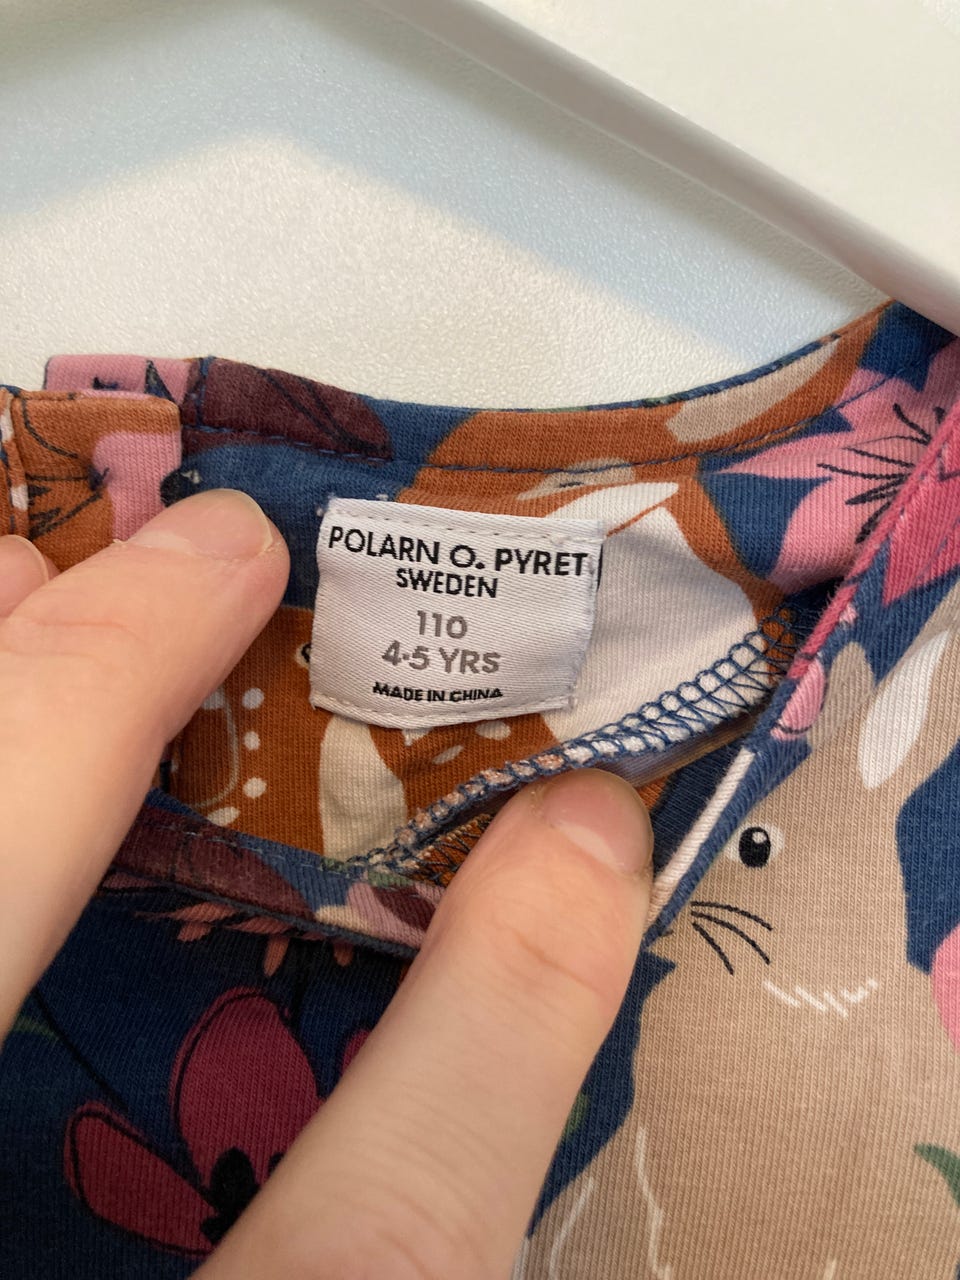 POLARN O. PYRET
SWEDEN
110
4-5 YRS
MADE IN CHINA